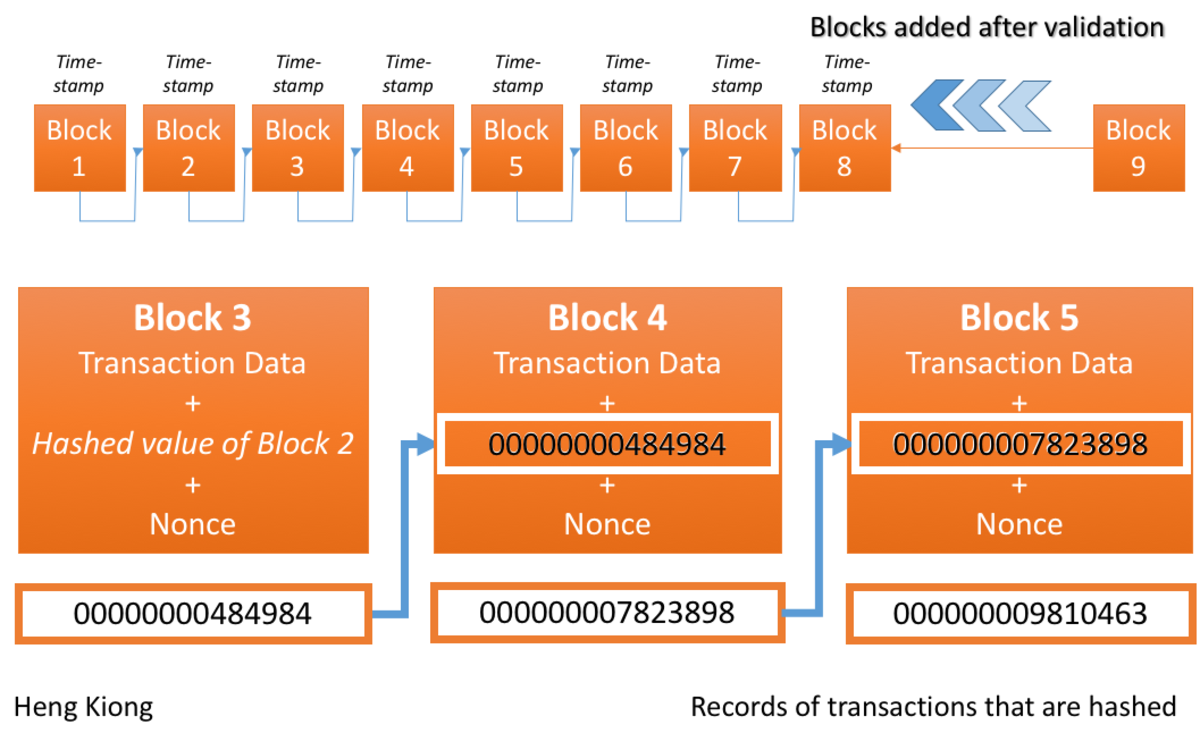 Blocks added after validation
Time-
stamp
Time-
stamp
Time-
stamp
Time-
stamp
Time-
stamp
Time-
stamp
Time-
stamp
Time-
stamp
Block
1
Block
2
Block
3
Block
4
Block
5
Block
6
Block
7
Block
8
Block
9
Block 3
Transaction Data
+
Hashed value of Block 2
+
Nonce
00000000484984
Block 4
Transaction Data
+
00000000484984
+
Nonce
000000007823898
Block 5
Transaction Data
+
000000007823898
+
Nonce
000000009810463
Heng Kiong
Records of transactions that are hashed